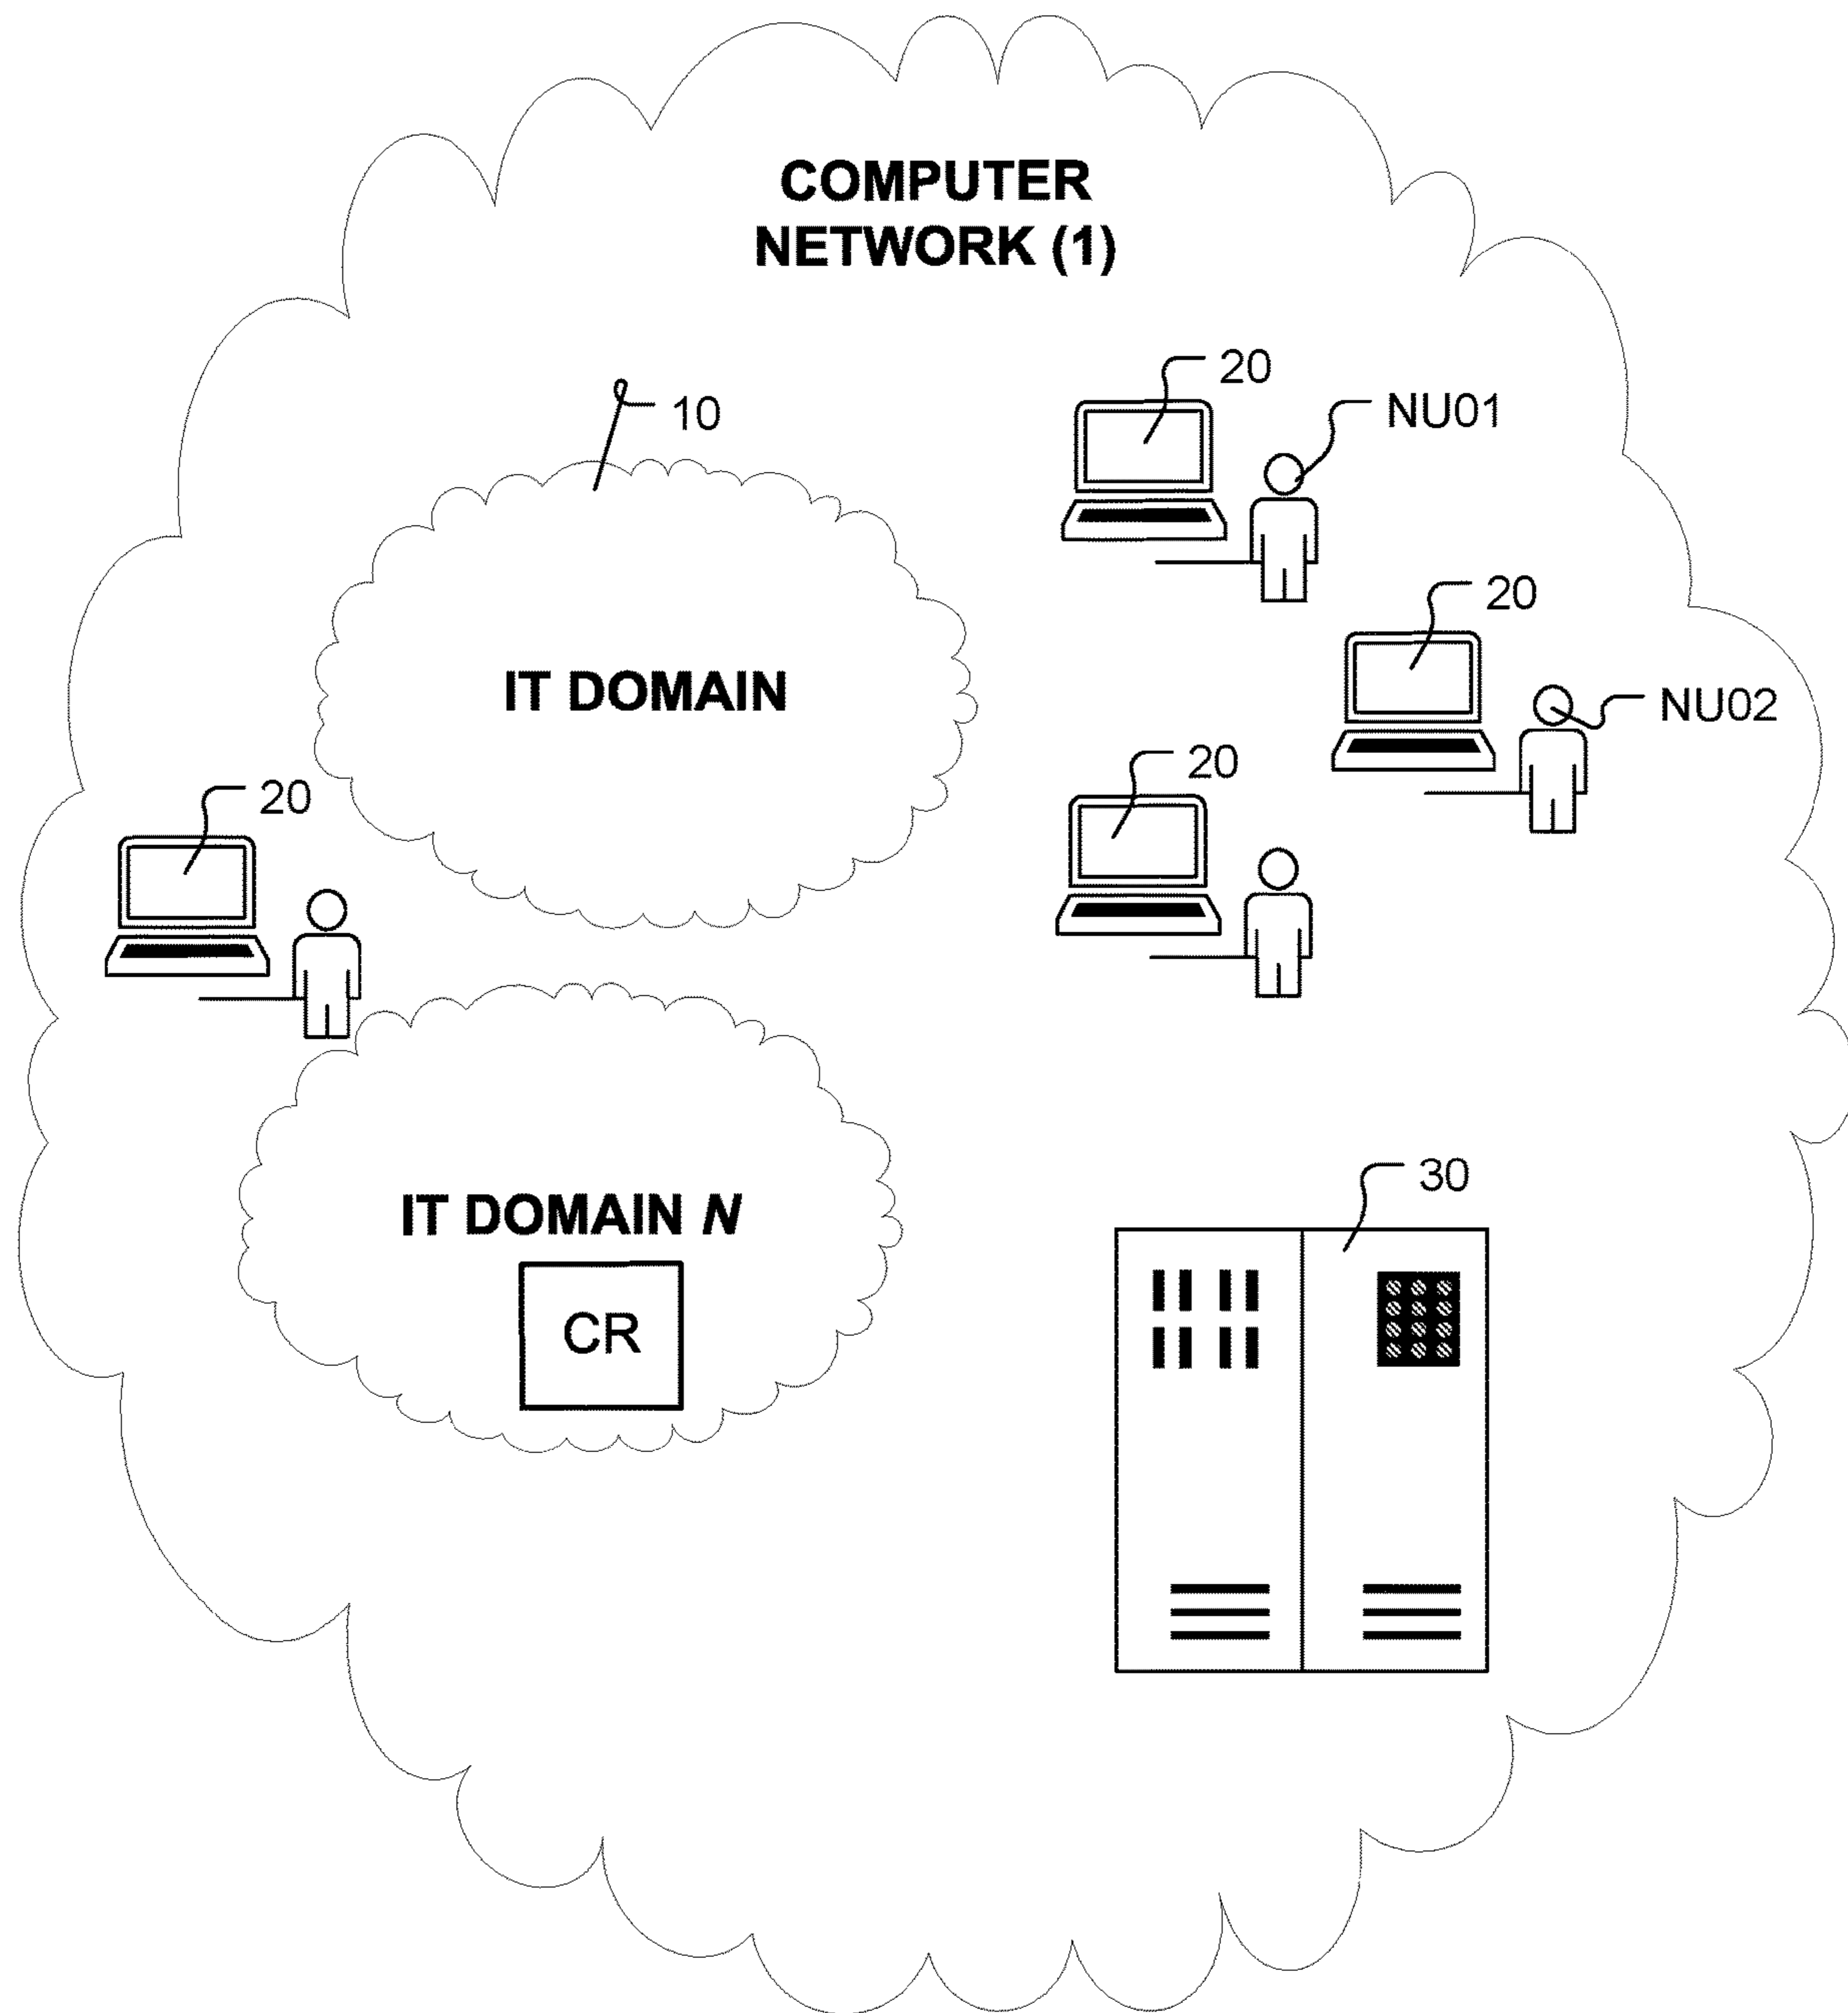 COMPUTER
NETWORK (1)
20
10
NU01
20
IT DOMAIN
NU02
20
20
30
IT DOMAIN N
CR